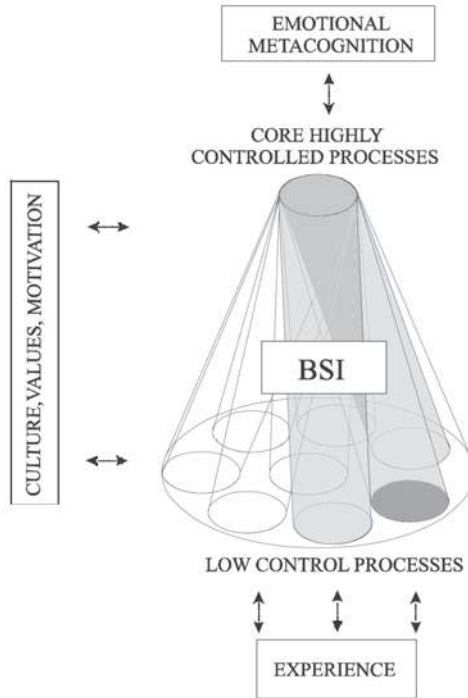 EMOTIONAL
METACOGNITION
CORE HIGHLY
CONTROLLED PROCESSES
CULTURE,VALUES, MOTIVATION
BSI
LOW CONTROL PROCESSES
EXPERIENCE